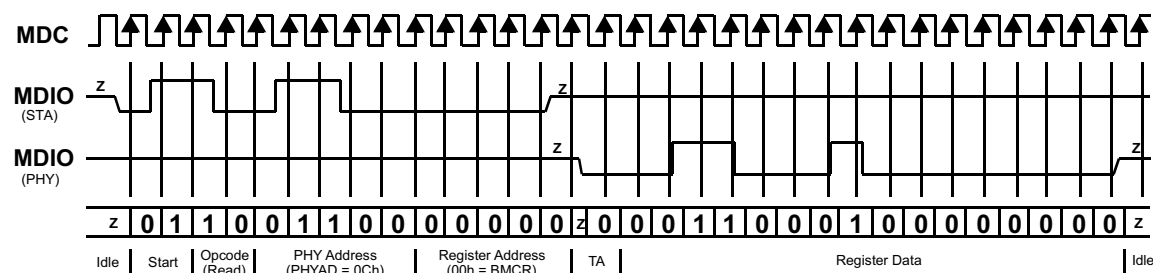 MDC
z
MDIO
(STA)
z
MDIO
(PHY)
z
z
z 0 1 1 0 0 1 1 0 0 0 0 0 0 0 z 0 0 0 1 1 0 0 0 1 0 0 0 0 0 0 0 0 z
Idle
Start
Opcode
(Read)
PHY Address
(PHYAD = 0Ch)
Register Address
(00h = BMCR)
TA
Register Data
Idle